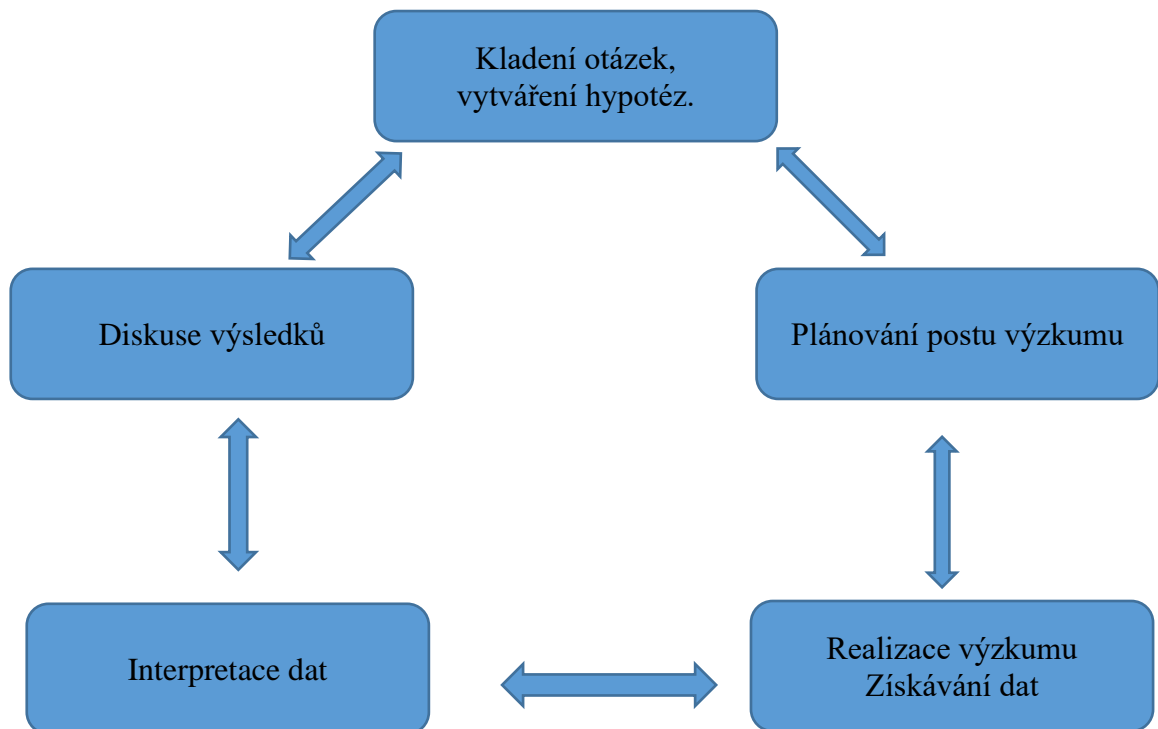 Kladení otázek,
vytváření hypotéz.
Diskuse výsledků
Plánování postu výzkumu
Interpretace dat
Realizace výzkumu
Získávání dat